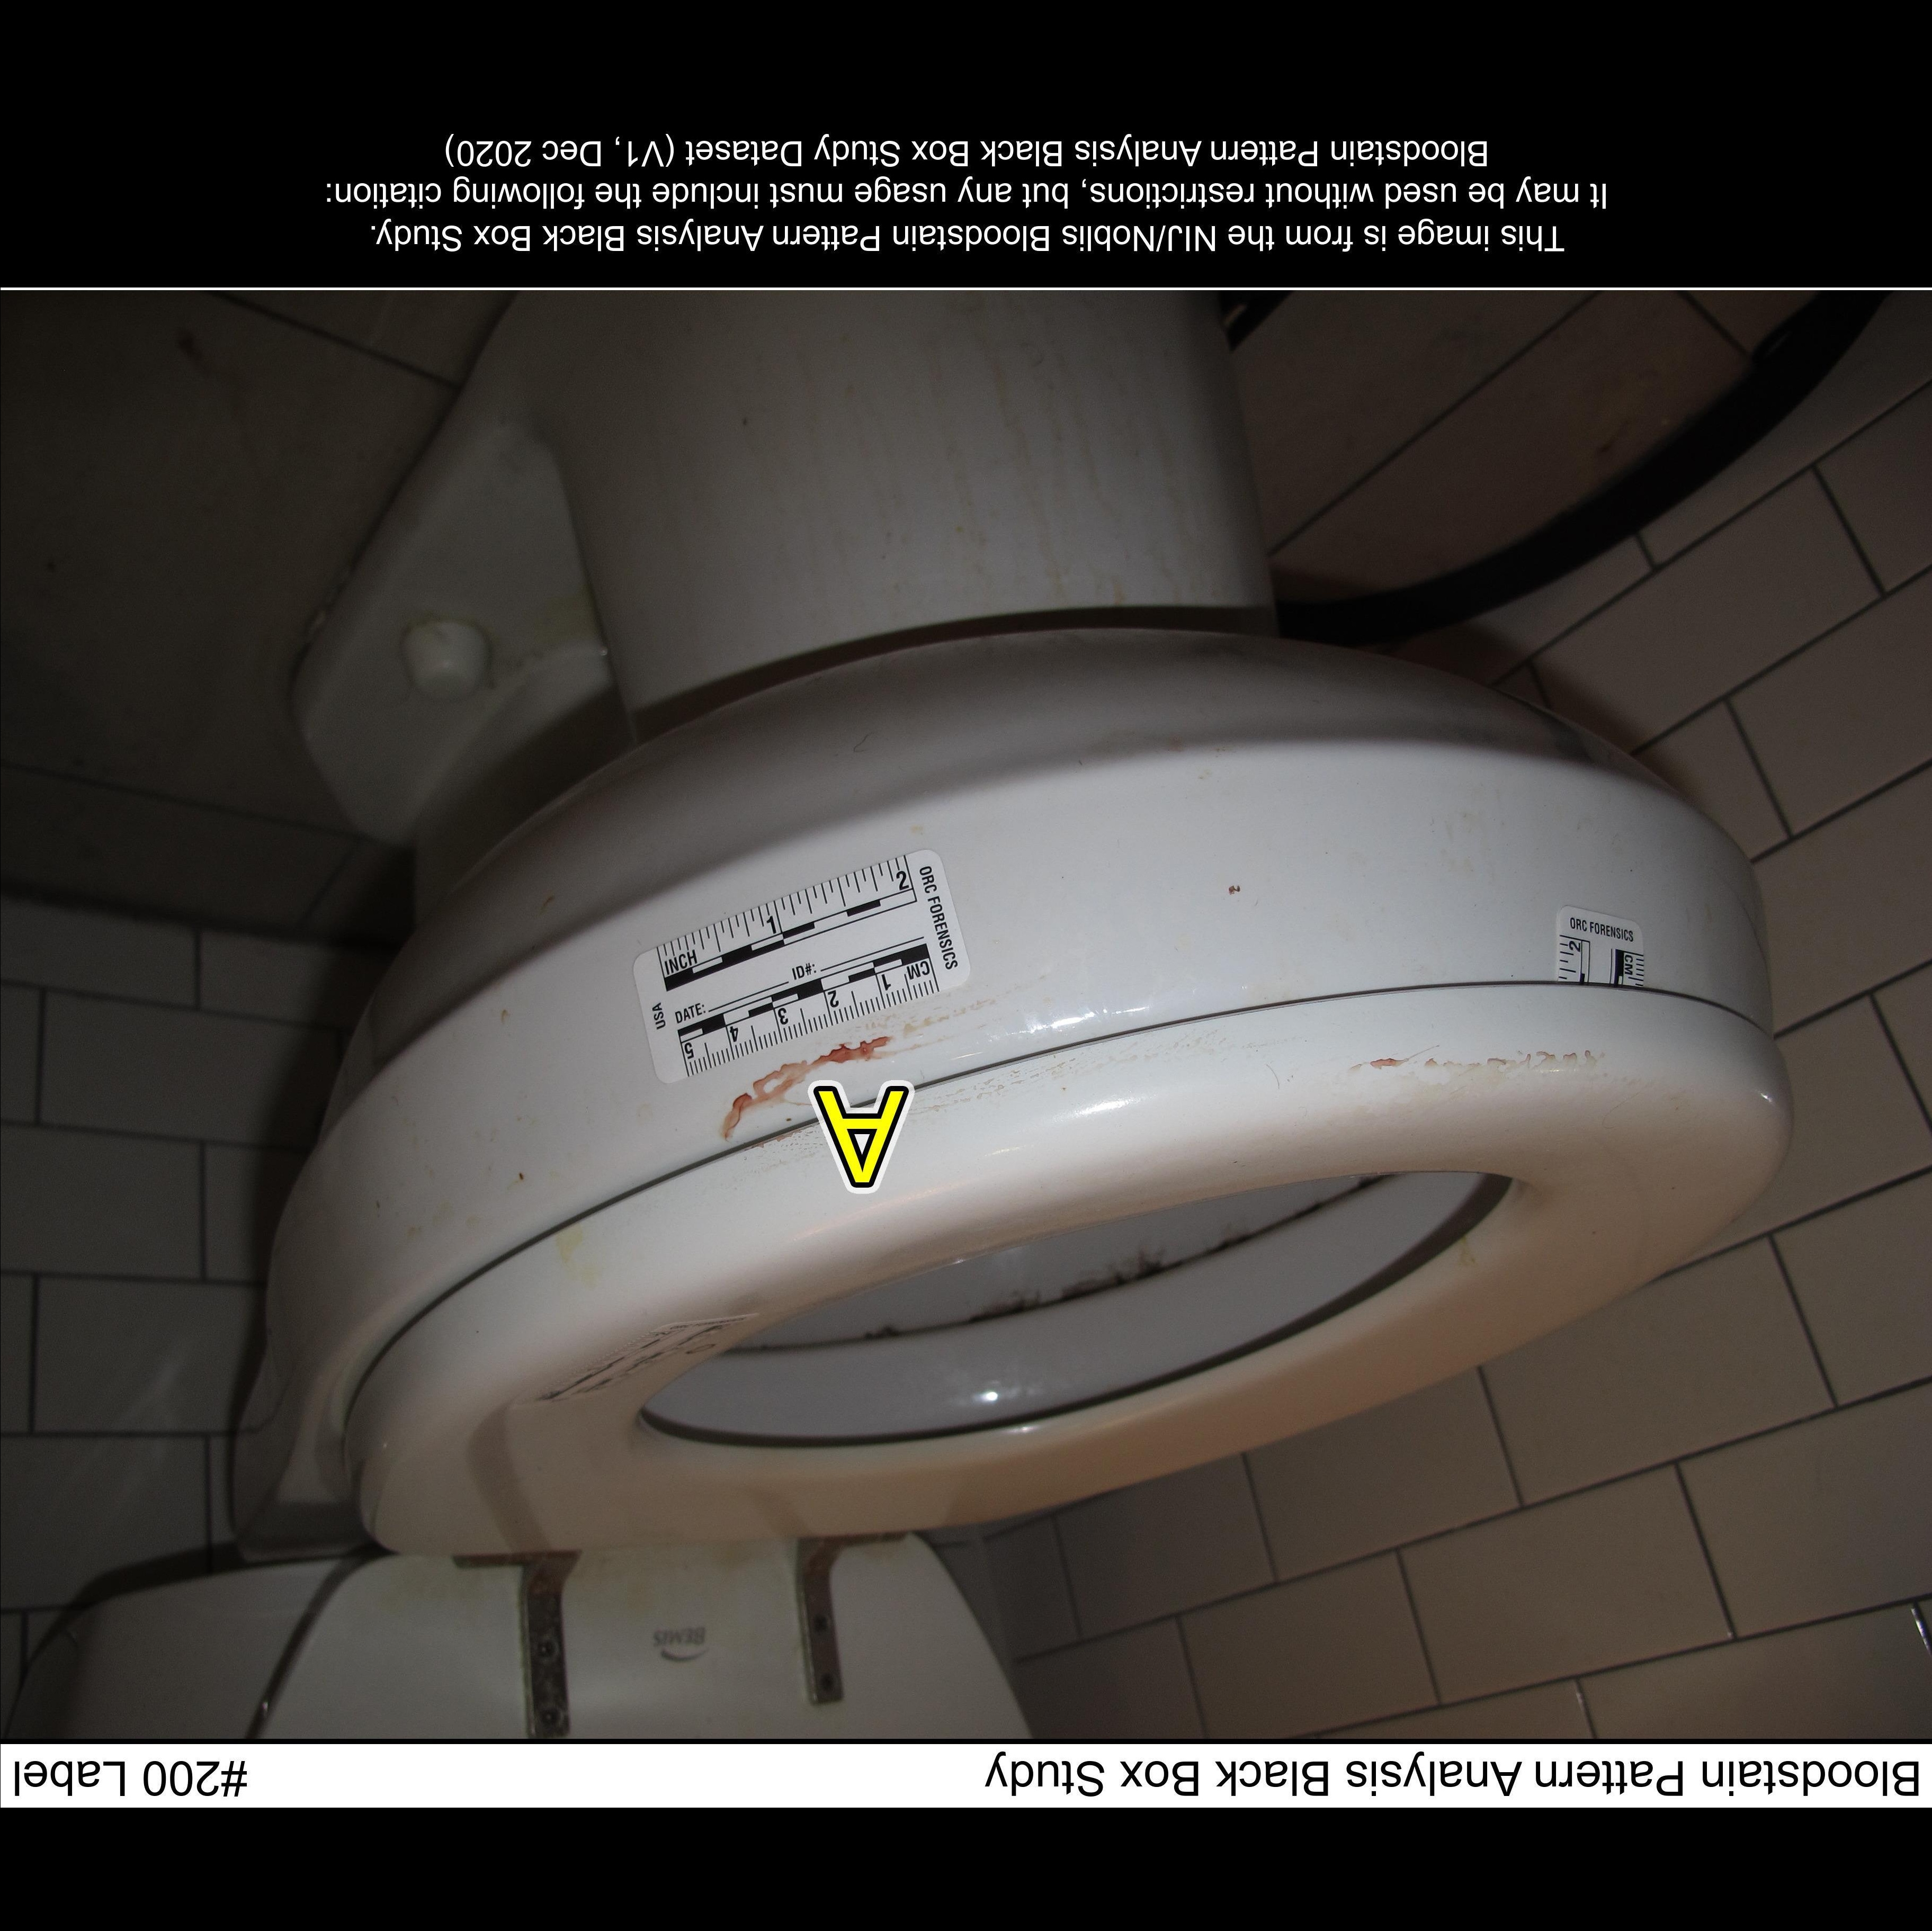 Bloodstain Pattern Analysis Black Box Study
#200 Label
BEMIS
A
USA
DATE:
ID#:
5 4 3 2 1 CM
INCH 1 2
ORC FORENSICS
CM
2
ORC FORENSICS
This image is from the NIJ/Noblis Bloodstain Pattern Analysis Black Box Study.
It may be used without restrictions, but any usage must include the following citation:
Bloodstain Pattern Analysis Black Box Study Dataset (V1, Dec 2020)